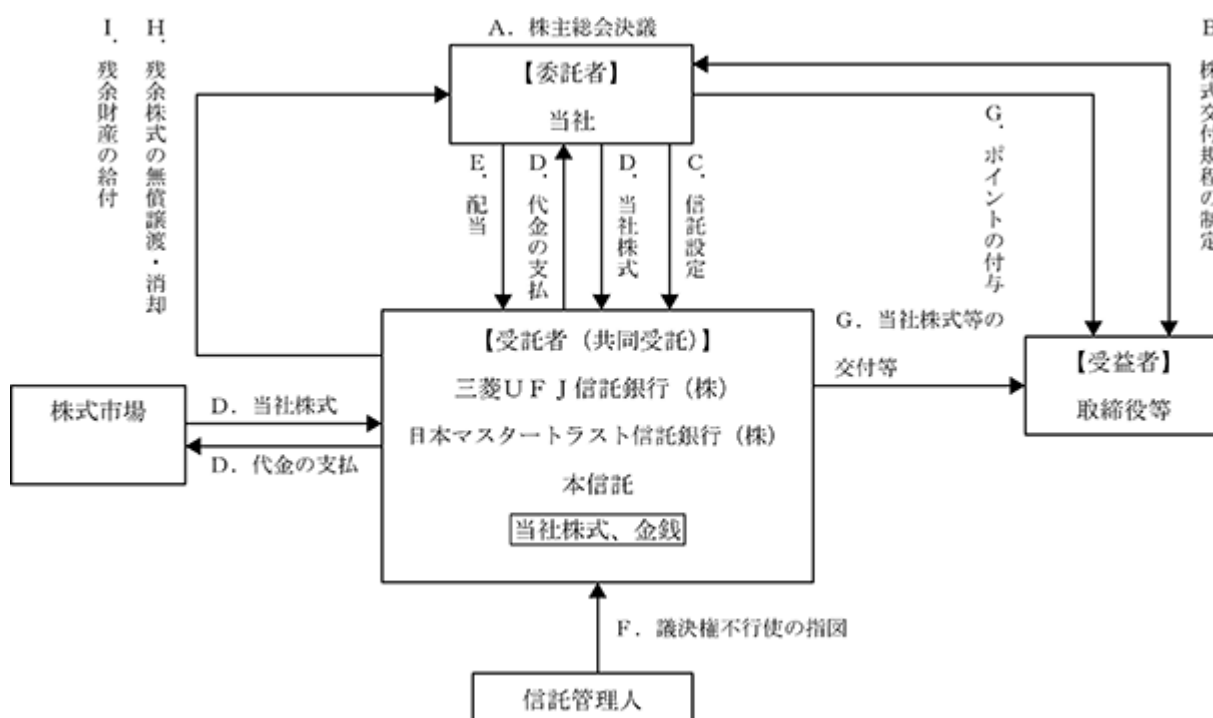 A．株主総会決議
【委託者】
当社
I．残余財産の給付
H．残余株式の無償譲渡・消却
E．配当
D．代金の支払
D．当社株式
C．信託設定
G．ポイントの付与
株式交付規程の制定
【受託者（共同受託）】
三菱ＵＦＪ信託銀行（株）
日本マスタートラスト信託銀行（株）
本信託
当社株式、金銭
株式市場
D．当社株式
D．代金の支払
G．当社株式等の
交付等
【受益者】
取締役等
F．議決権不行使の指図
信託管理人